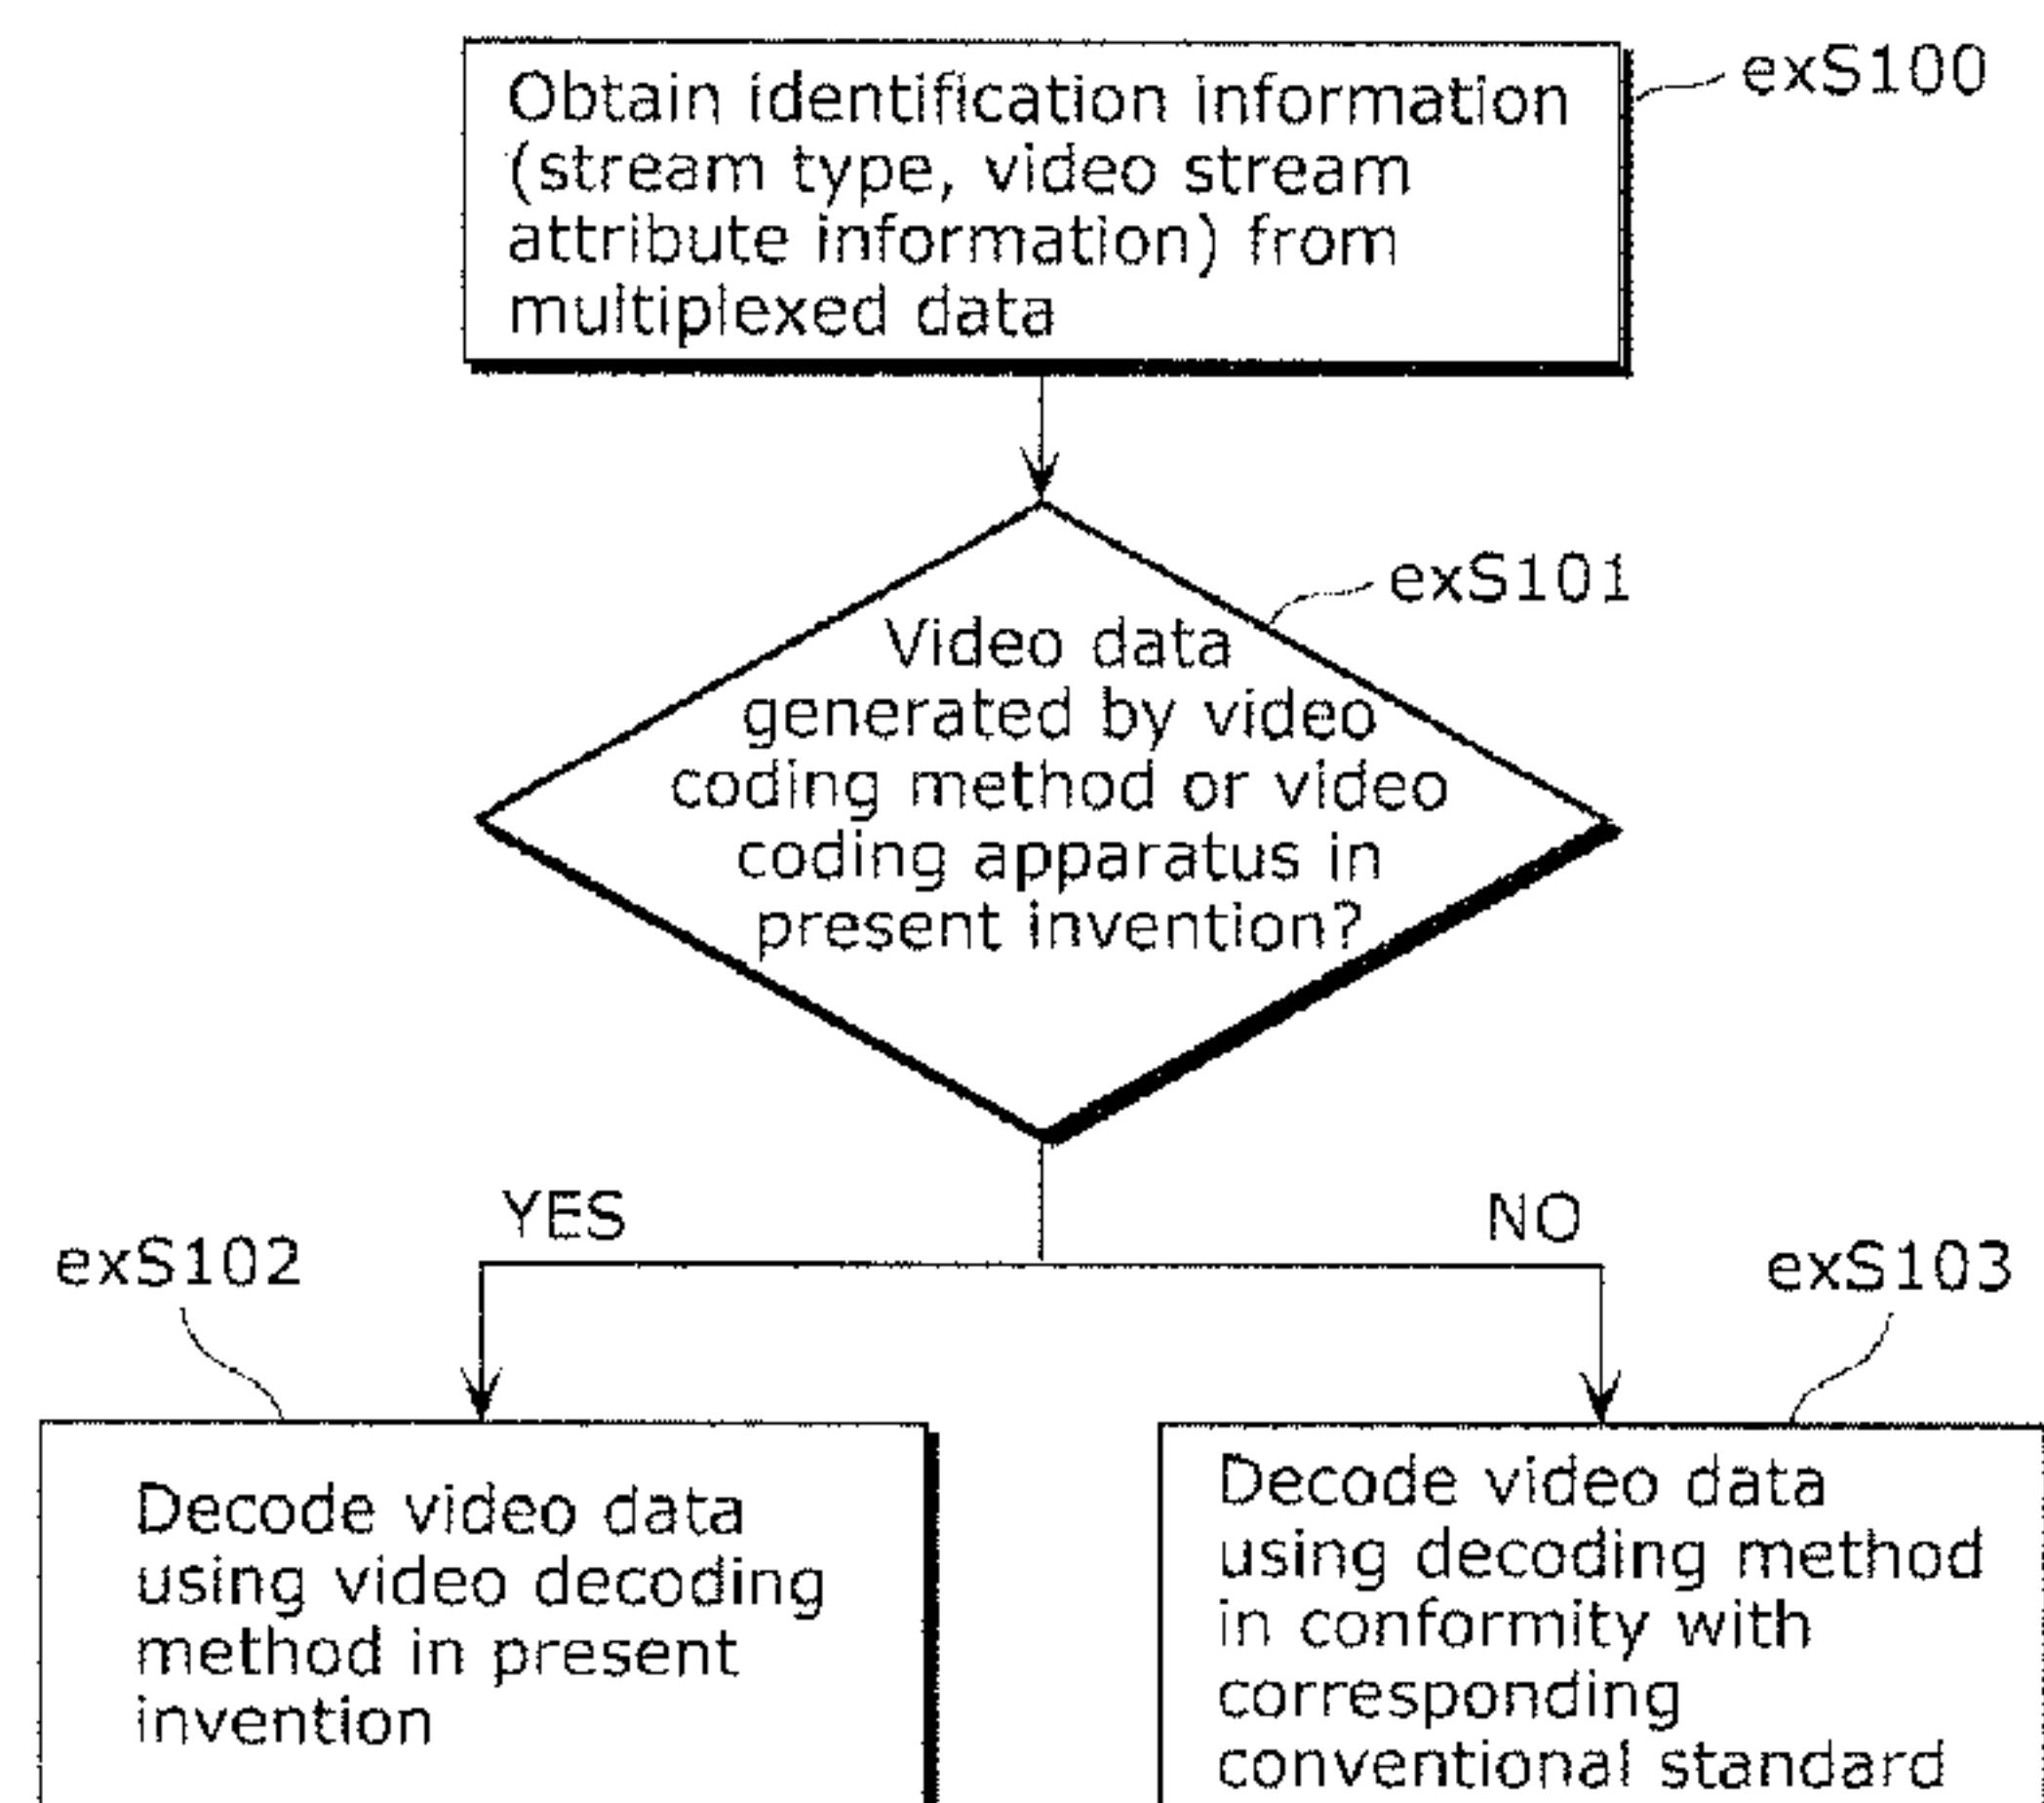 exS100
Obtain identification information
(stream type, video stream
attribute information) from
multiplexed data
exS101
Video data
generated by video
coding method or video
coding apparatus in
present invention?
YES
NO
exS102
exS103
Decode video data
using video decoding
method in present
invention
Decode video data
using decoding method
in conformity with
corresponding
conventional standard